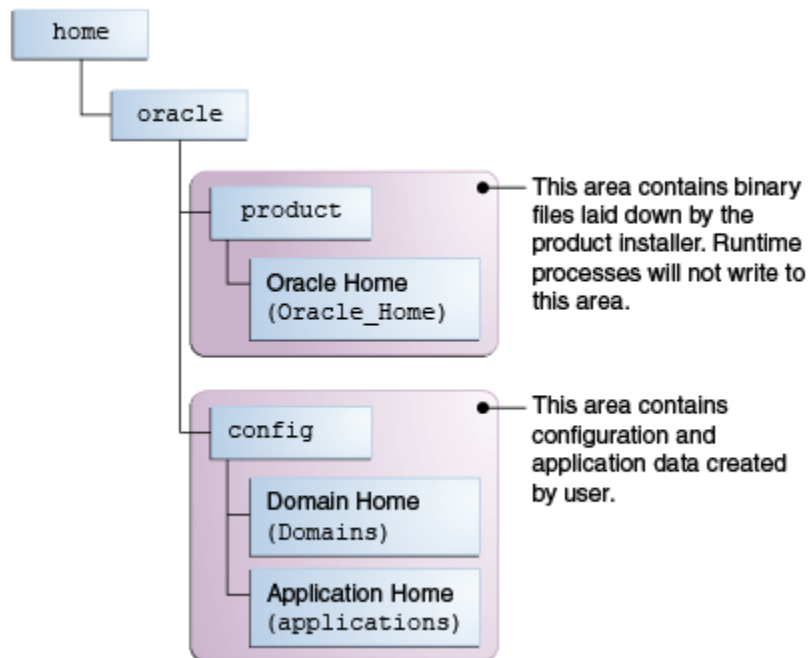 home
oracle
product
Oracle Home
(Oracle_Home)
This area contains binary
files laid down by the
product installer. Runtime
processes will not write to
this area.
config
Domain Home
(Domains)
Application Home
(applications)
This area contains
configuration and
application data created
by user.